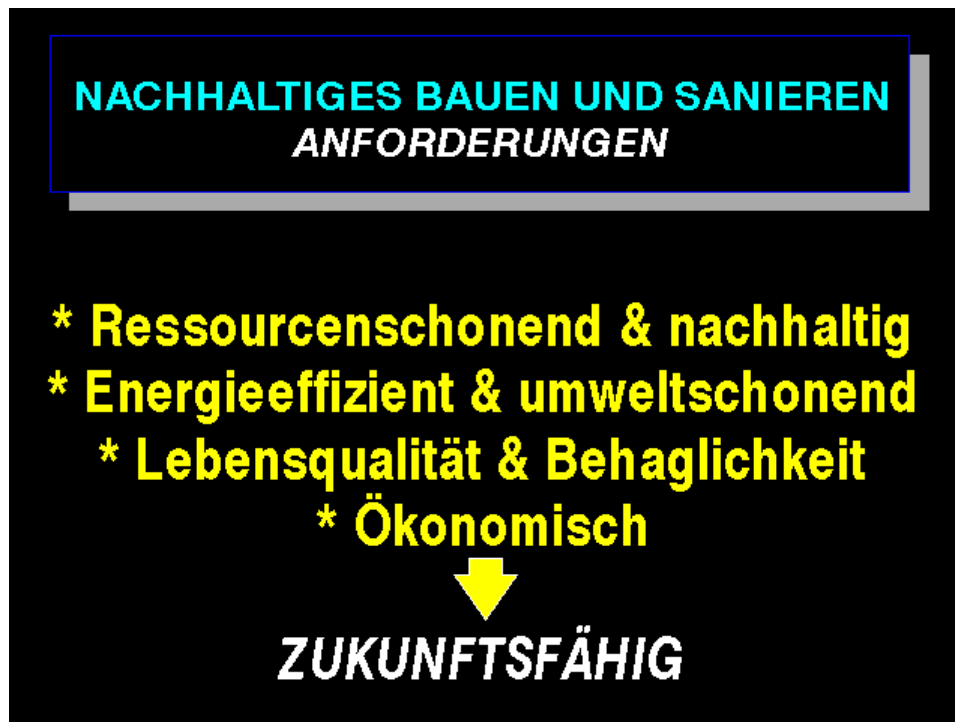 NACHHALTIGES BAUEN UND SANIEREN
ANFORDERUNGEN
* Ressourcenschonend & nachhaltig
* Energieeffizient & umweltschonend
* Lebensqualität & Behaglichkeit
* Ökonomisch
ZUKUNFTSFÄHIG